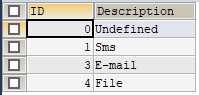 ID Description
0 Undefined
1 Sms
3 E-mail
4 File